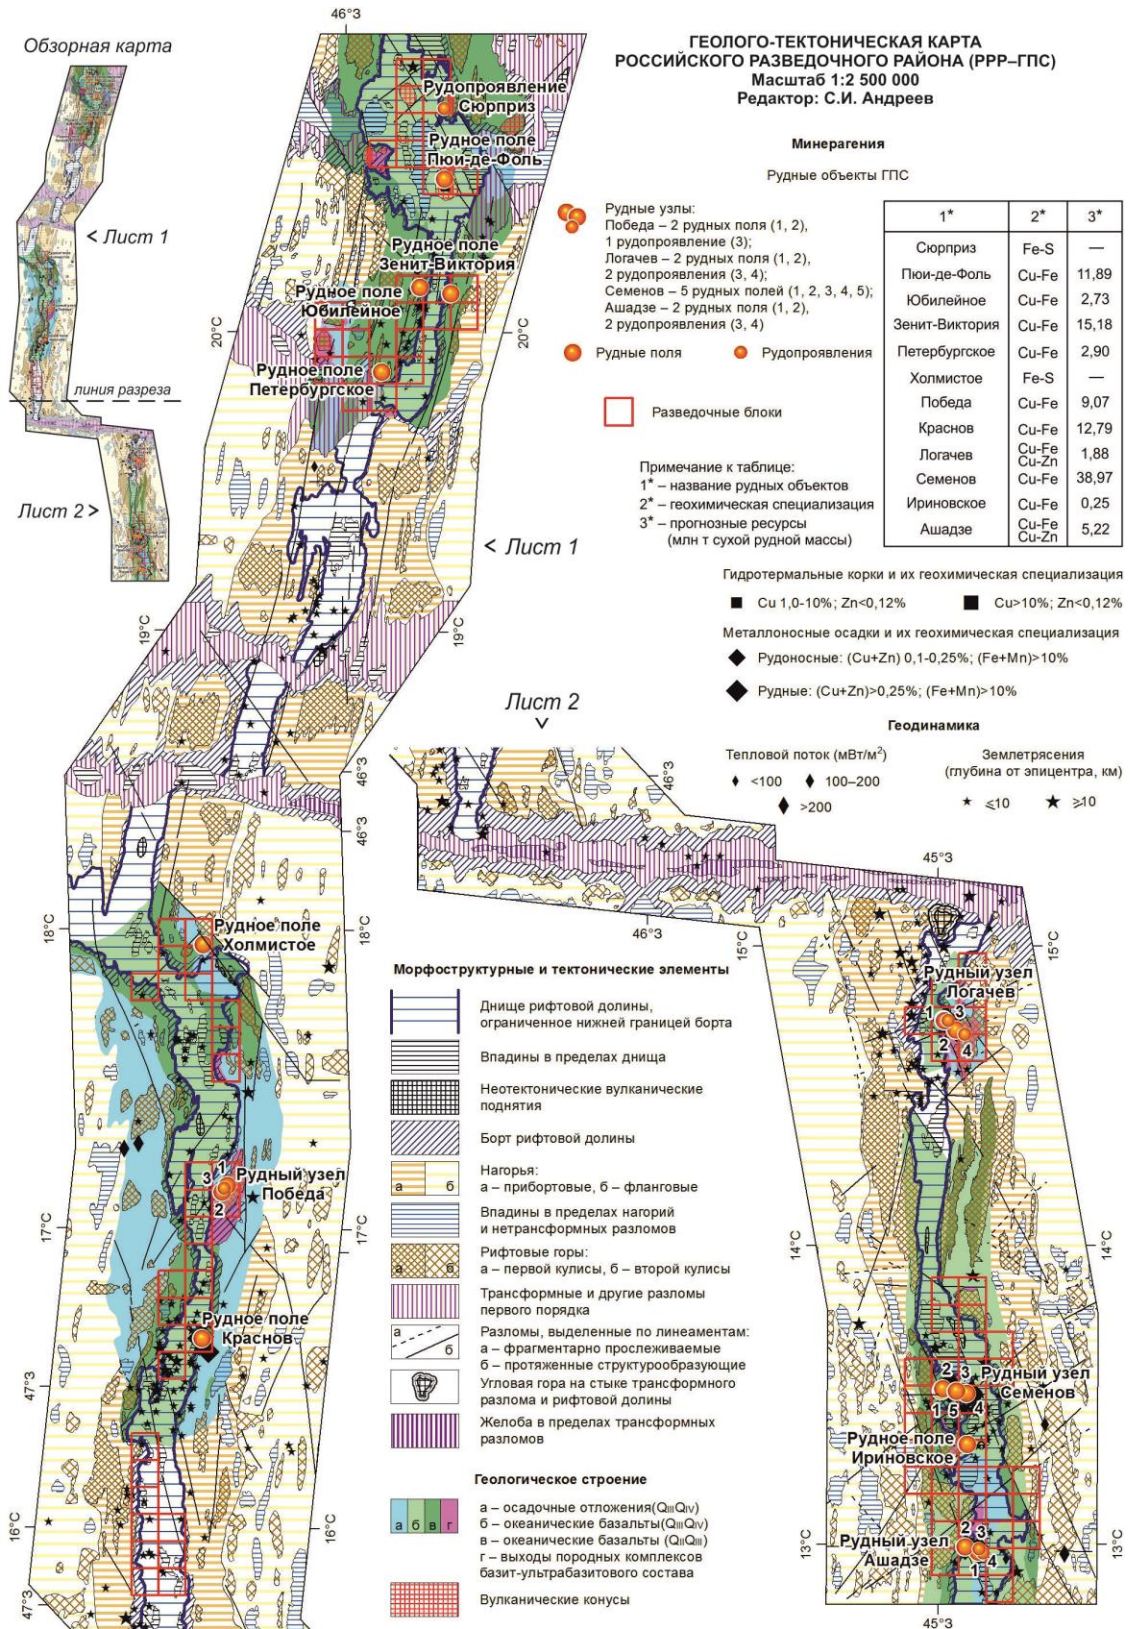 ГЕОЛОГО-ТЕКТОНИЧЕСКАЯ КАРТА
РОССИЙСКОГО РАЗВЕДОЧНОГО РАЙОНА (РРР–ГПС)
Масштаб 1:2 500 000
Редактор: С.И. Андреев
Обзорная карта
< Лист 1
линия разреза
Лист 2 >
46°З
Рудопроявление
Сюрприз
Рудное поле
Пюи-де-Фоль
Рудное поле
Зенит-Виктория
Рудное поле
Юбилейное
20°С
20°С
Рудное поле
Петербургское
< Лист 1
19°С
19°С
46°З
46°З
18°С
18°С
Рудное поле
Холмистое
1
3
2
Рудный узел
Победа
17°С
17°С
Рудное поле
Краснов
47°З
16°С
16°С
47°З
Минерагения
Рудные объекты ГПС
Рудные узлы:
Победа – 2 рудных поля (1, 2),
1 рудопроявление (3);
Логачев – 2 рудных поля (1, 2),
2 рудопроявления (3, 4);
Семенов – 5 рудных полей (1, 2, 3, 4, 5);
Ашадзе – 2 рудных поля (1, 2),
2 рудопроявления (3, 4)
Рудные поля
Рудопроявления
Разведочные блоки
Примечание к таблице:
1* – название рудных объектов
2* – геохимическая специализация
3* – прогнозные ресурсы
(млн т сухой рудной массы)
1* 2* 3*
Сюрприз Fe-S —
Пюи-де-Фоль Cu-Fe 11,89
Юбилейное Cu-Fe 2,73
Зенит-Виктория Cu-Fe 15,18
Петербургское Cu-Fe 2,90
Холмистое Fe-S —
Победа Cu-Fe 9,07
Краснов Cu-Fe 12,79
Логачев Cu-Fe Cu-Zn 1,88
Семенов Cu-Fe 38,97
Ириновское Cu-Fe 0,25
Ашадзе Cu-Fe Cu-Zn 5,22
Гидротермальные корки и их геохимическая специализация
Cu 1,0-10%; Zn<0,12%
Cu>10%; Zn<0,12%
Металлоносные осадки и их геохимическая специализация
Рудоносные: (Cu+Zn) 0,1-0,25%; (Fe+Mn)>10%
Рудные: (Cu+Zn)>0,25%; (Fe+Mn)>10%
Геодинамика
Тепловой поток (мВт/м²)
<100
100–200
>200
Землетрясения
(глубина от эпицентра, км)
⩽10
⩾10
Лист 2
46°З
46°З
45°З
15°С
15°С
Рудный узел
Логачев
1
3
2
4
14°С
14°С
2
3
Рудный узел
Семенов
1
5
4
Рудное поле
Ириновское
13°С
13°С
Рудный узел
Ашадзе
2
3
4
1
45°З
Морфоструктурные и тектонические элементы
Днище рифтовой долины,
ограниченное нижней границей борта
Впадины в пределах днища
Неотектонические вулканические
поднятия
Борт рифтовой долины
а
б
Нагорья:
а – прибортовые, б – фланговые
Впадины в пределах нагорий
и нетрансформных разломов
а
б
Рифтовые горы:
а – первой кулисы, б – второй кулисы
Трансформные и другие разломы
первого порядка
а
б
Разломы, выделенные по линеаментам:
а – фрагментарно прослеживаемые
б – протяженные структурообразующие
Угловая гора на стыке трансформного
разлома и рифтовой долины
Желоба в пределах трансформных
разломов
Геологическое строение
а б в г
а – осадочные отложения(QIIIQIV)
б – океанические базальты(QIIIQIV)
в – океанические базальты (QIIQIII)
г – выходы породных комплексов
базит-ультрабазитового состава
Вулканические конусы